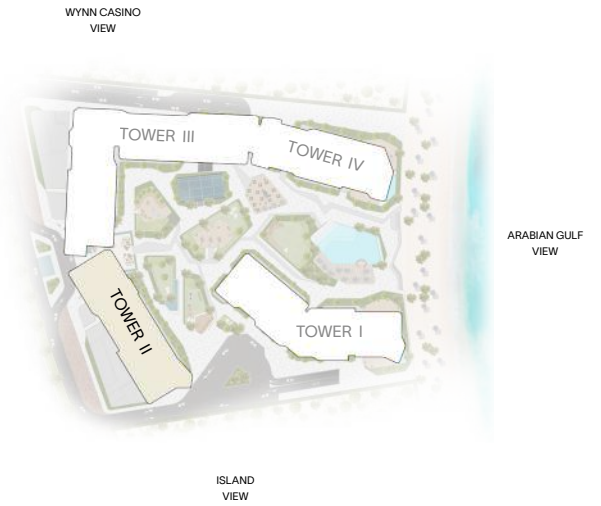 WYNN CASINO
VIEW
TOWER III
TOWER IV
ARABIAN GULF
VIEW
TOWER II
TOWER I
ISLAND
VIEW